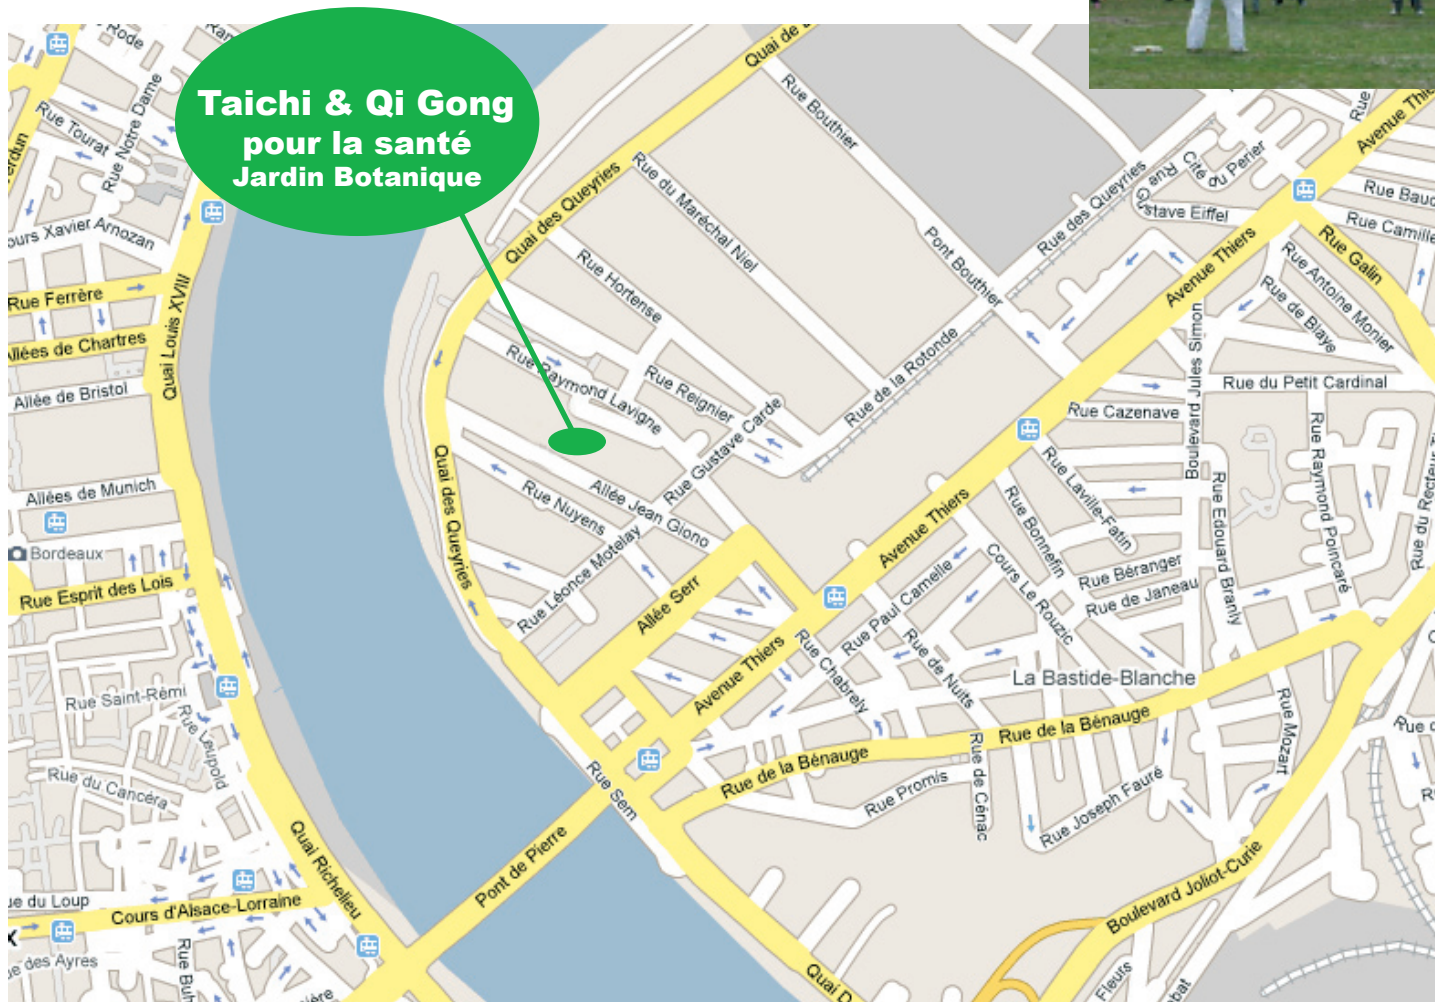 Taichi & Qi Gong
pour la santé
Jardin Botanique
Rue Tourat
Rue Notre Dame
Rue Ferrère
Allée de Bristol
Quai Louis XVIII
Allées de Munich
Bordeaux
Rue Esprit des Lois
Rue Saint-Rémi
Rue Leupold
Rue du Cancéra
Quai Richelieu
Cours d'Alsace-Lorraine
Pont de Pierre
Quai des Queyries
Quai des Queyries
Rue Bouthier
Rue du Maréchal Niel
Rue Hortense
Rue Raymond Lavigne
Rue Reignier
Rue Gustave Carde
Rue de la Rotonde
Pont Bouthier
Rue des Queyries
Cité du Perier
Rue Gustave Eiffel
Avenue Thiers
Avenue Thiers
Avenue Thiers
Rue Galin
Rue Antoine Monier
Rue de Blaye
Boulevard Jules Simon
Rue du Petit Cardinal
Rue Cazenave
Rue Raymond Poincaré
Rue Edouard Branly
Rue Laville-Fatin
Rue Bonnefin
Rue Béranger
Rue de Janeau
Cours Le Rouzic
Rue Paul Camelle
Rue de Nuits
Rue Chabrely
Allée Jean Giono
Rue Nuyens
Rue Léonce Motelay
Allée Serr
Avenue Thiers
La Bastide-Blanche
Rue de la Bénauge
Rue de la Bénauge
Rue Mozart
Rue de Cénac
Rue Promis
Rue Joseph Fauré
Rue Sem
Boulevard Joliot-Curie